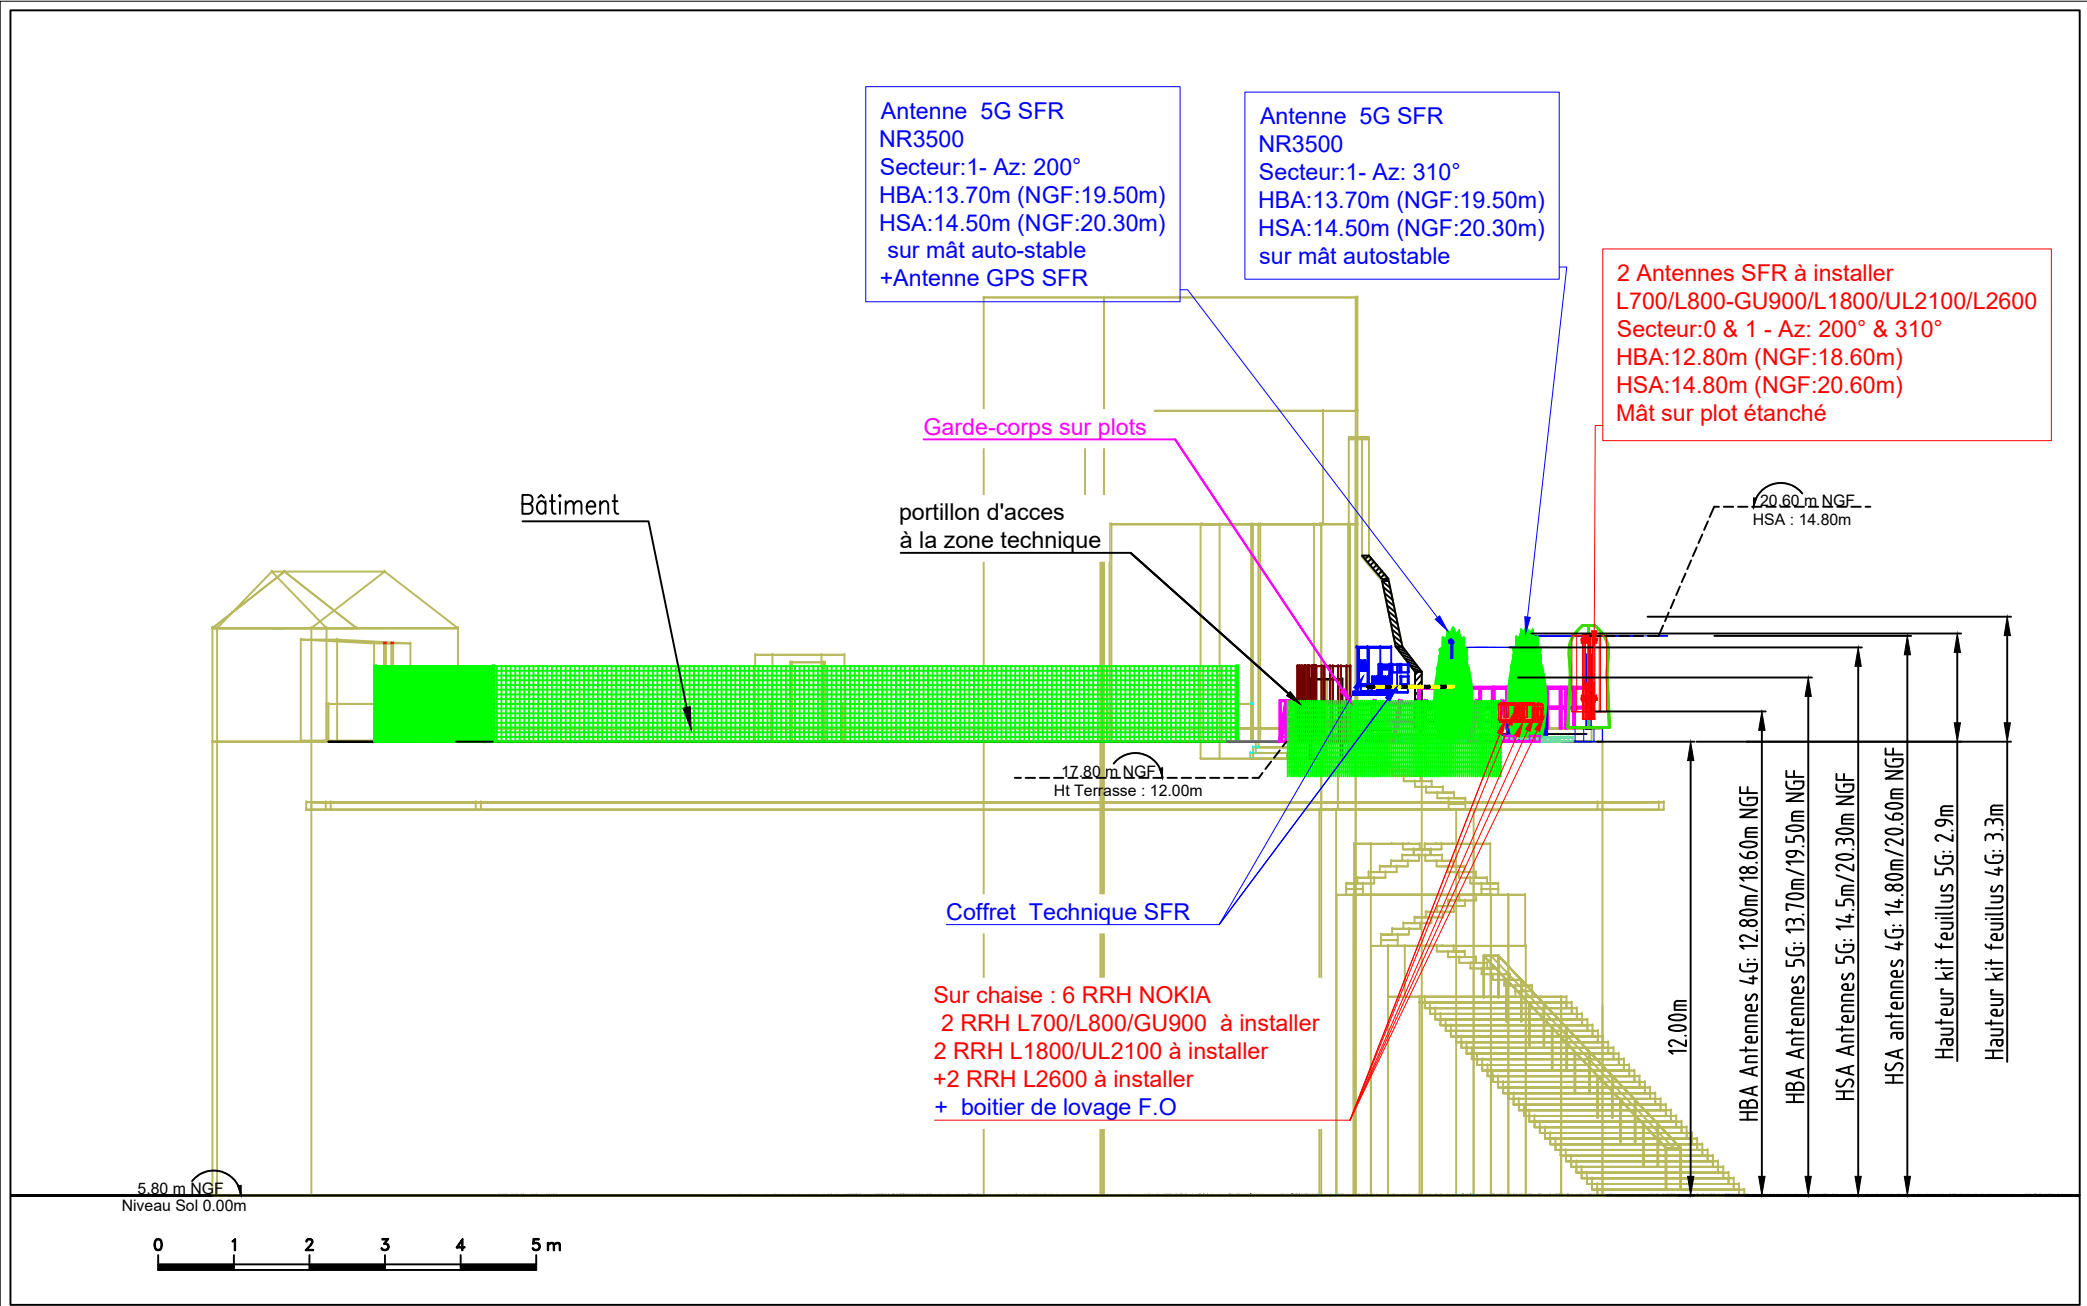 Antenne  5G SFR
NR3500
Secteur:1- Az: 200°
HBA:13.70m (NGF:19.50m)
HSA:14.50m (NGF:20.30m)
sur mât auto-stable
+Antenne GPS SFR
Antenne  5G SFR
NR3500
Secteur:1- Az: 310°
HBA:13.70m (NGF:19.50m)
HSA:14.50m (NGF:20.30m)
sur mât autostable
2 Antennes SFR à installer
L700/L800-GU900/L1800/UL2100/L2600
Secteur:0 & 1 - Az: 200° & 310°
HBA:12.80m (NGF:18.60m)
HSA:14.80m (NGF:20.60m)
Mât sur plot étanché
Garde-corps sur plots
Bâtiment
portillon d'acces
à la zone technique
20.60 m NGF
HSA : 14.80m
17.80 m NGF
Ht Terrasse : 12.00m
Coffret  Technique SFR
Sur chaise : 6 RRH NOKIA
2 RRH L700/L800/GU900  à installer
2 RRH L1800/UL2100 à installer
+2 RRH L2600 à installer
+  boitier de lovage F.O
12.00m
HBA Antennes 4G: 12.80m/18.60m NGF
HBA Antennes 5G: 13.70m/19.50m NGF
HSA Antennes 5G: 14.5m/20.30m NGF
HSA antennes 4G: 14.80m/20.60m NGF
Hauteur kit feuillus 5G: 2.9m
Hauteur kit feuillus 4G: 3.3m
5.80 m NGF
Niveau Sol 0.00m
0 1 2 3 4 5 m